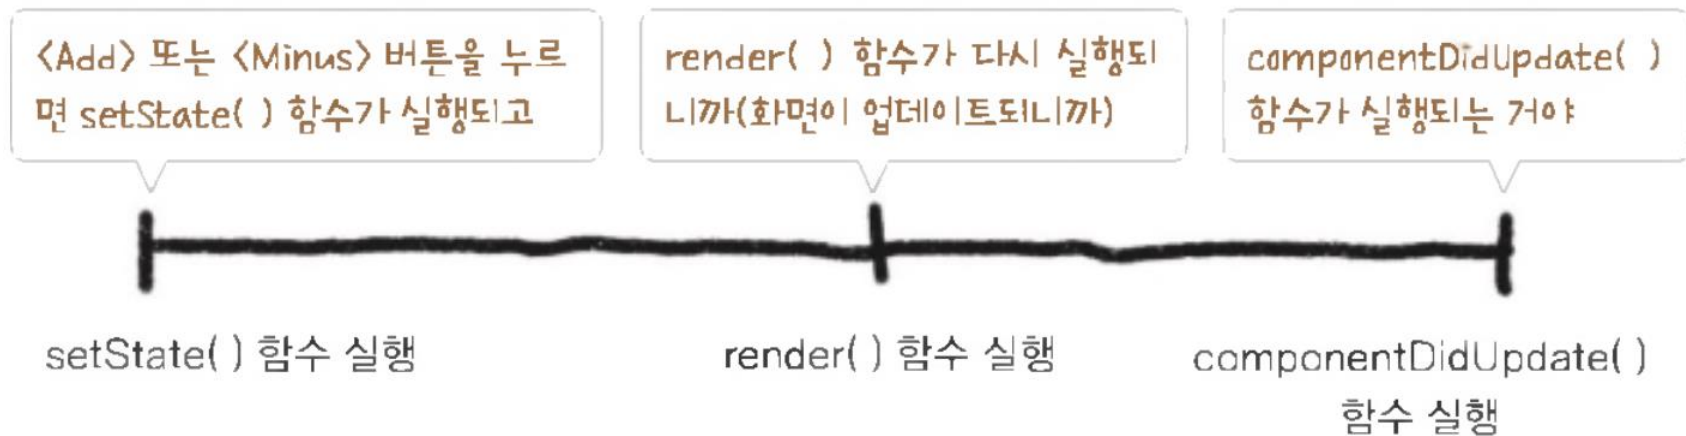 <Add> 또는 <Minus> 버튼을 누르
면 setState( ) 함수가 실행되고
render( ) 함수가 다시 실행되
니까(화면이 업데이트되니까)
componentDidUpdate( )
함수가 실행되는 거야
setState( ) 함수 실행
render( ) 함수 실행
componentDidUpdate( )
함수 실행